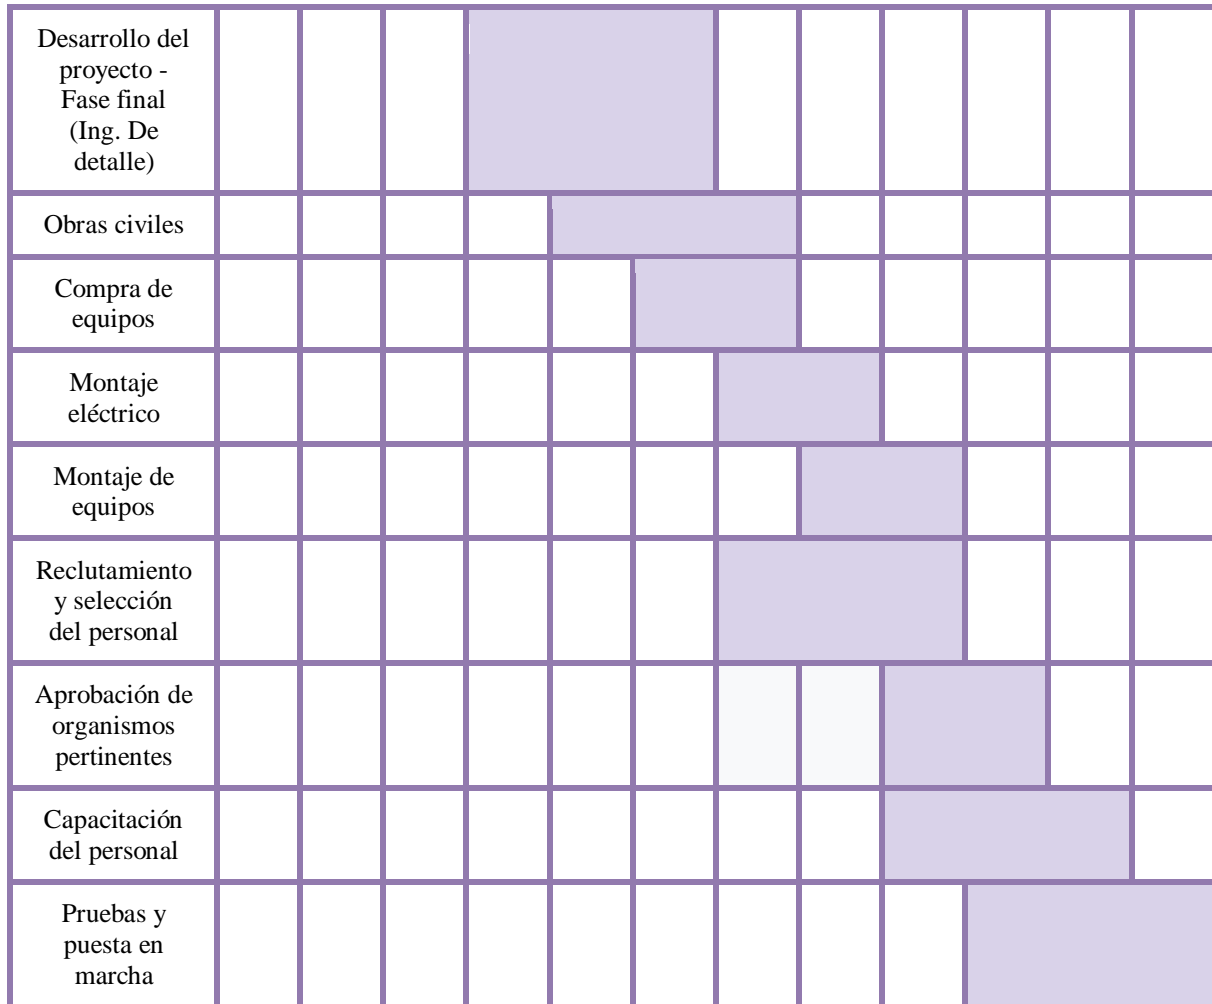 Desarrollo del
proyecto -
Fase final
(Ing. De
detalle)
Obras civiles
Compra de
equipos
Montaje
eléctrico
Montaje de
equipos
Reclutamiento
y selección
del personal
Aprobación de
organismos
pertinentes
Capacitación
del personal
Pruebas y
puesta en
marcha